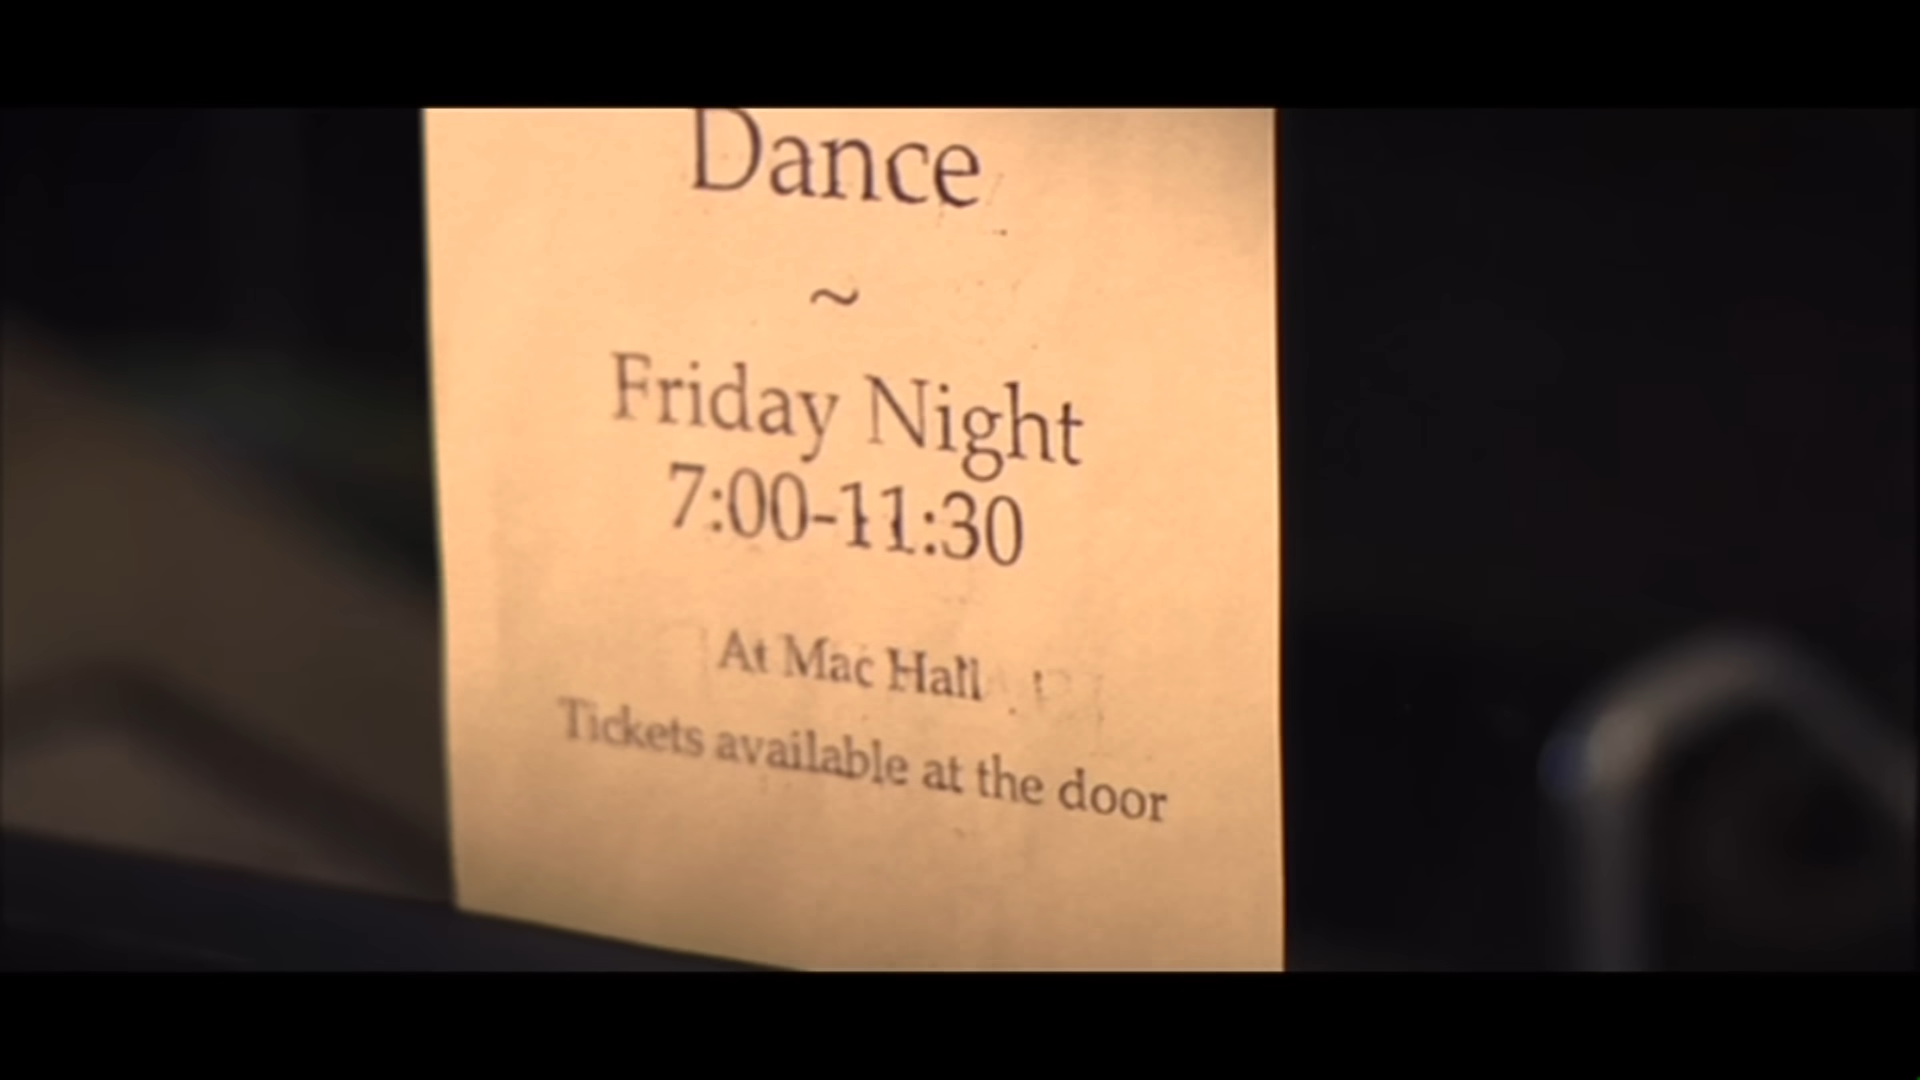 Dance
~
Friday Night
7:00-11:30
At Mac Hall
Tickets available at the door